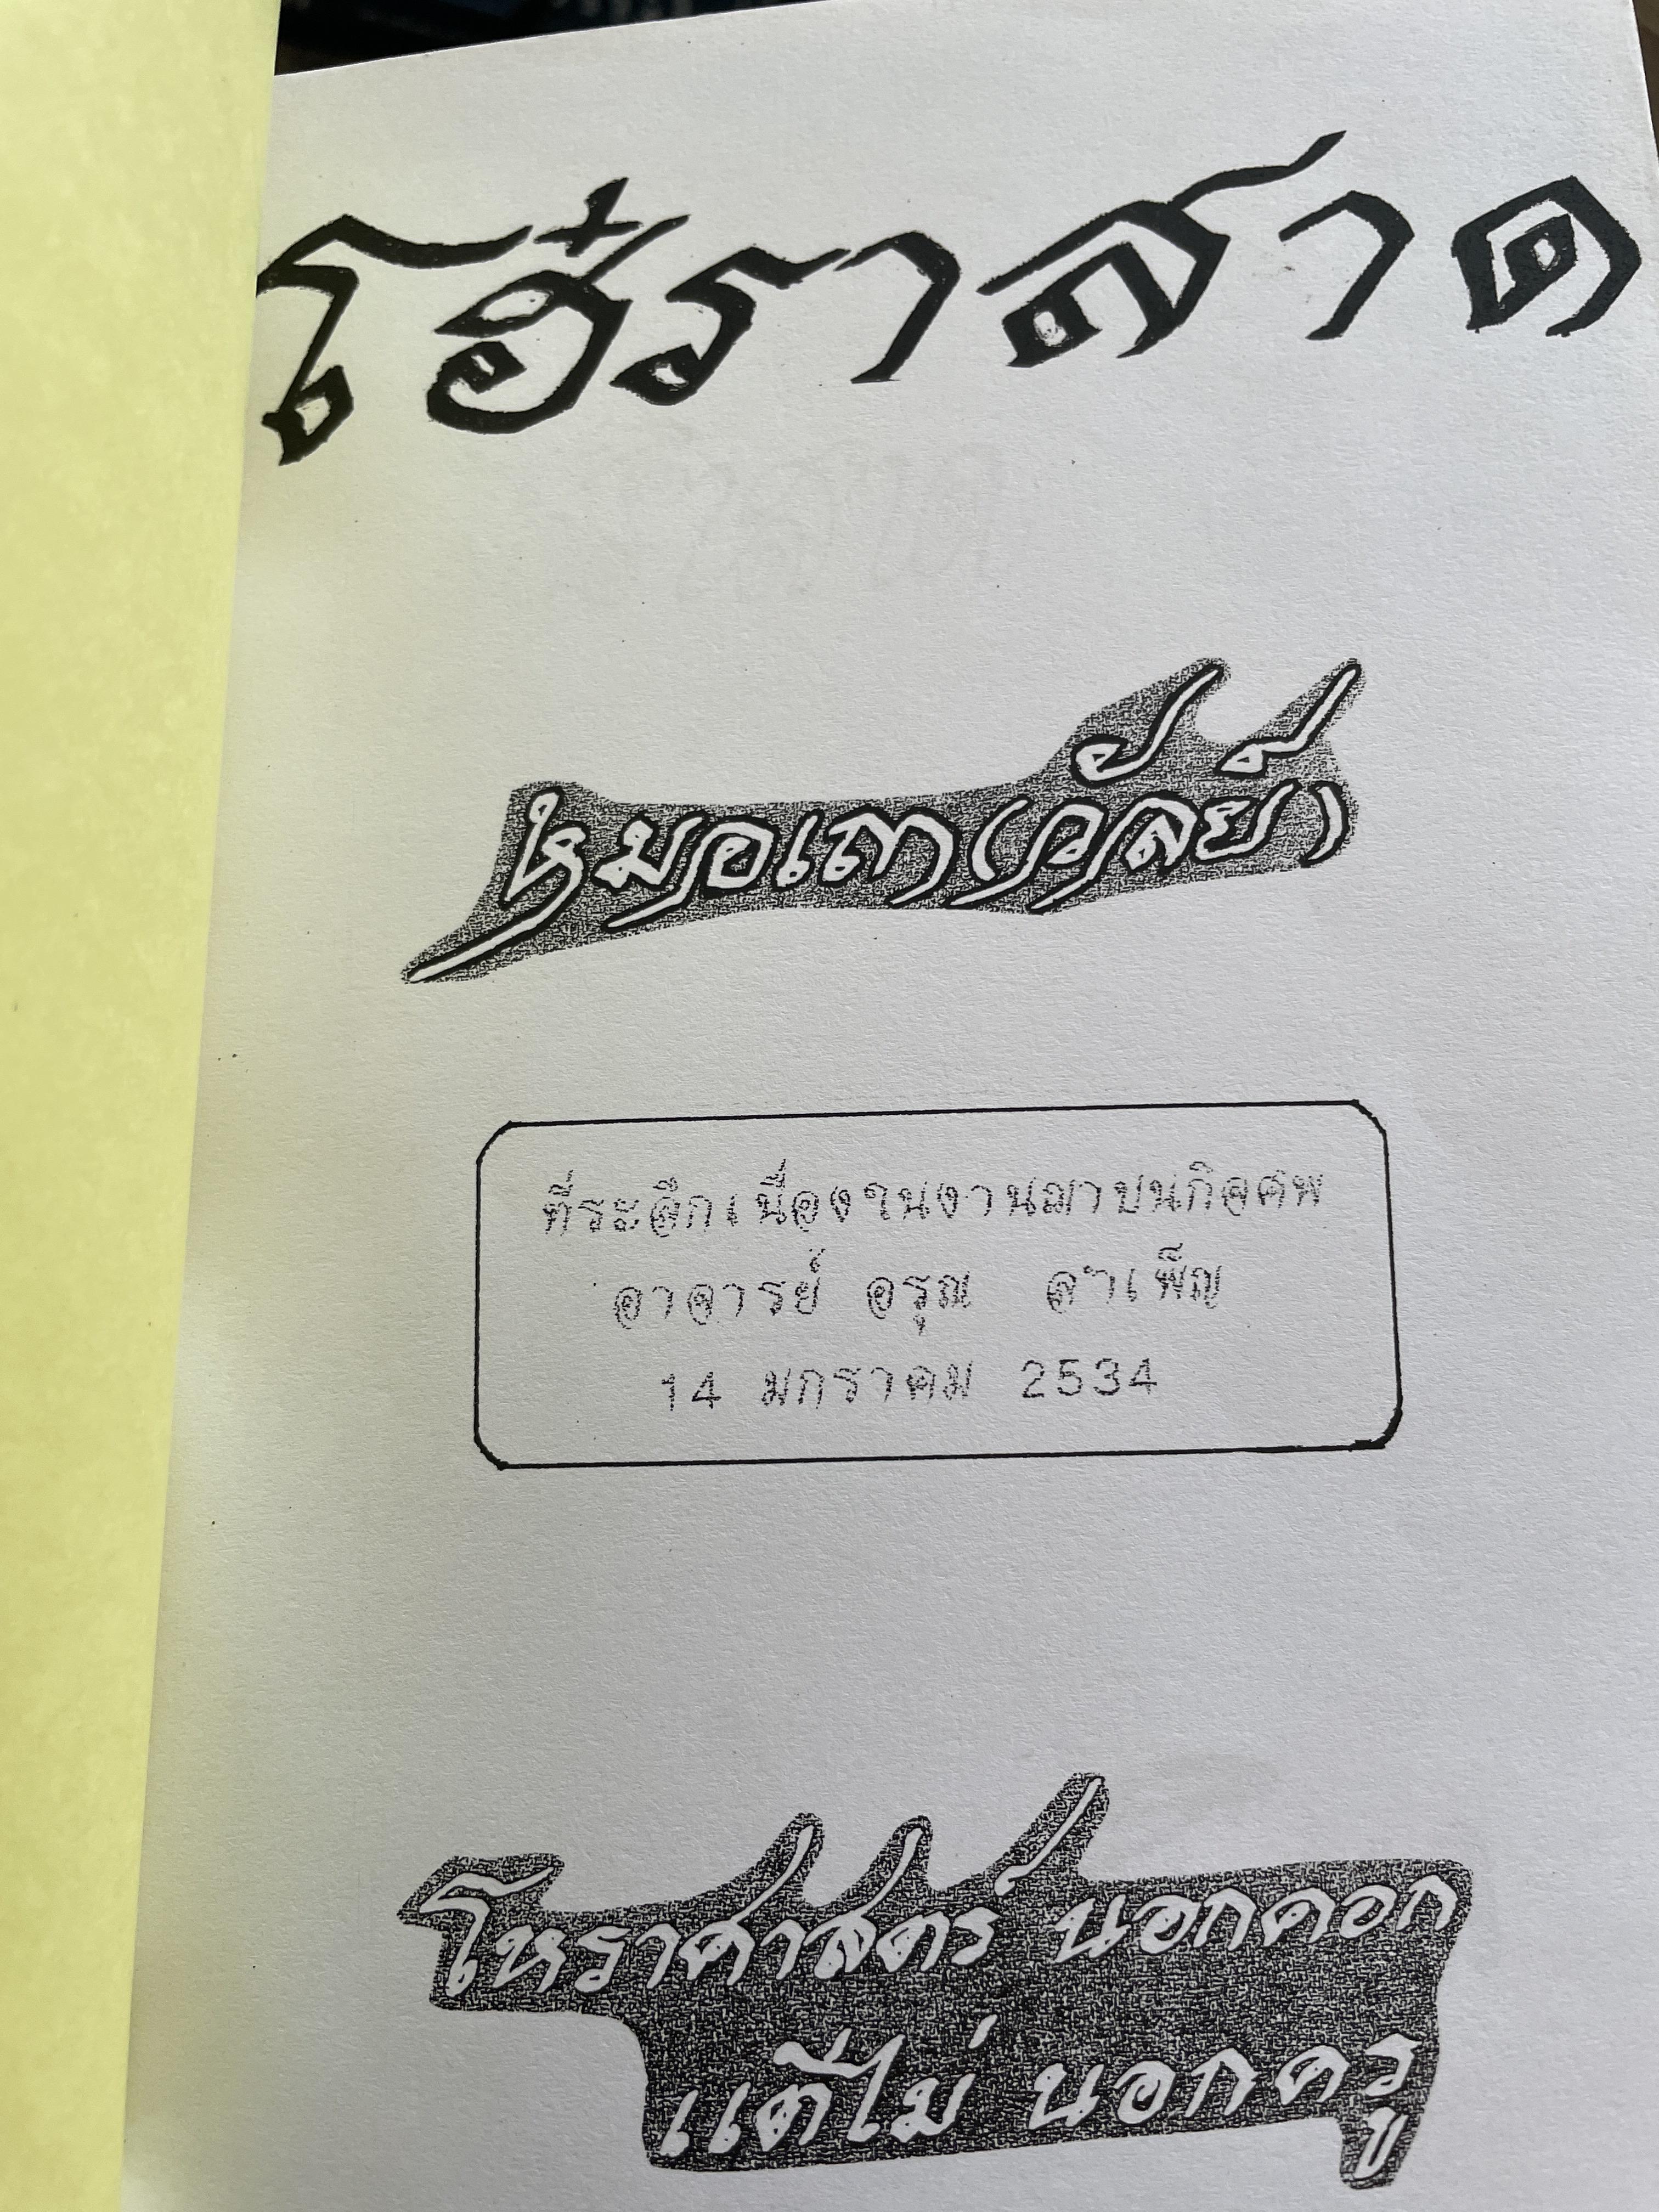 โฮ๋ราสาด
หมอเถา(วัลย์)
ที่ระลึกเนื่องในงานฌาปนกิจศพ
อาจารย์ อรุณ ลำเพ็ญ
14 มกราคม 2534
โหราศาสตร์ นอกคอก
แต่ไม่ นอกครู